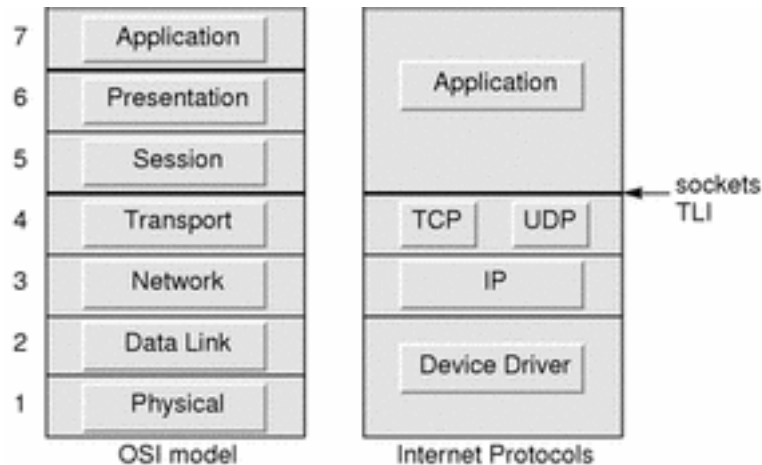 7 Application
6 Presentation
5 Session
4 Transport
3 Network
2 Data Link
1 Physical
OSI model
Application
sockets
TLI
TCP UDP
IP
Device Driver
Internet Protocols